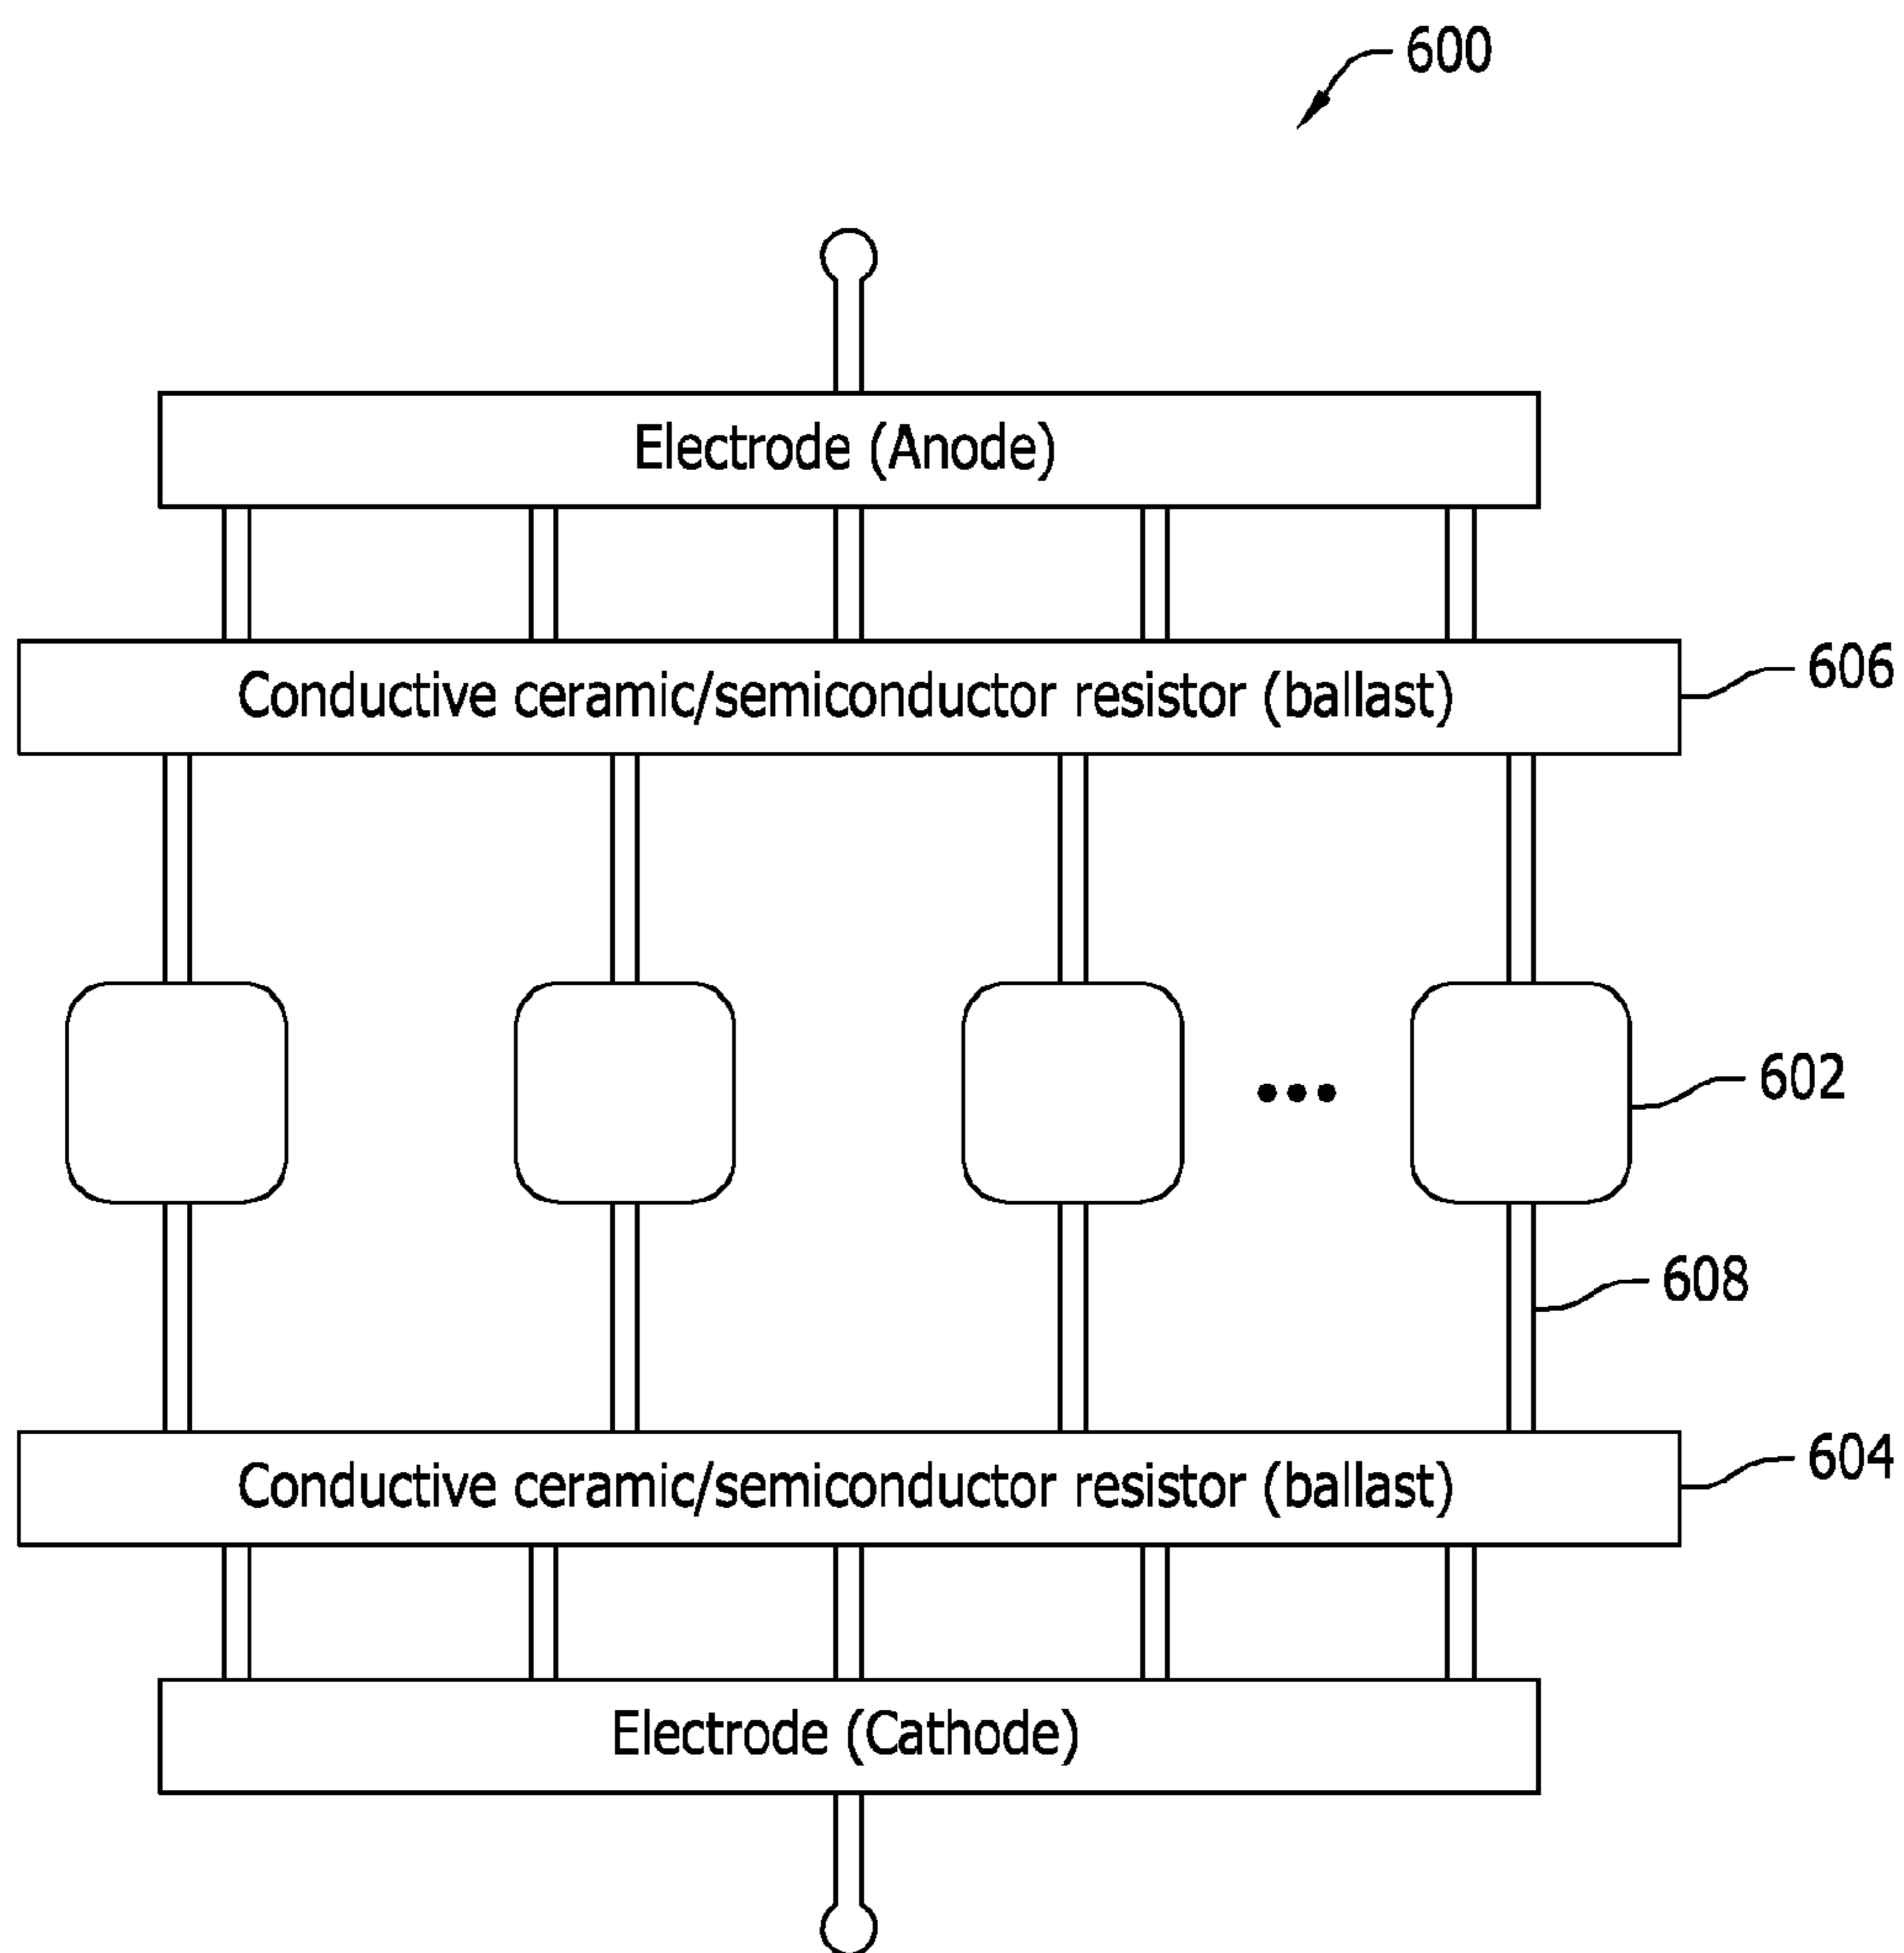 600
Electrode (Anode)
Conductive ceramic/semiconductor resistor (ballast)
606
602
608
Conductive ceramic/semiconductor resistor (ballast)
604
Electrode (Cathode)